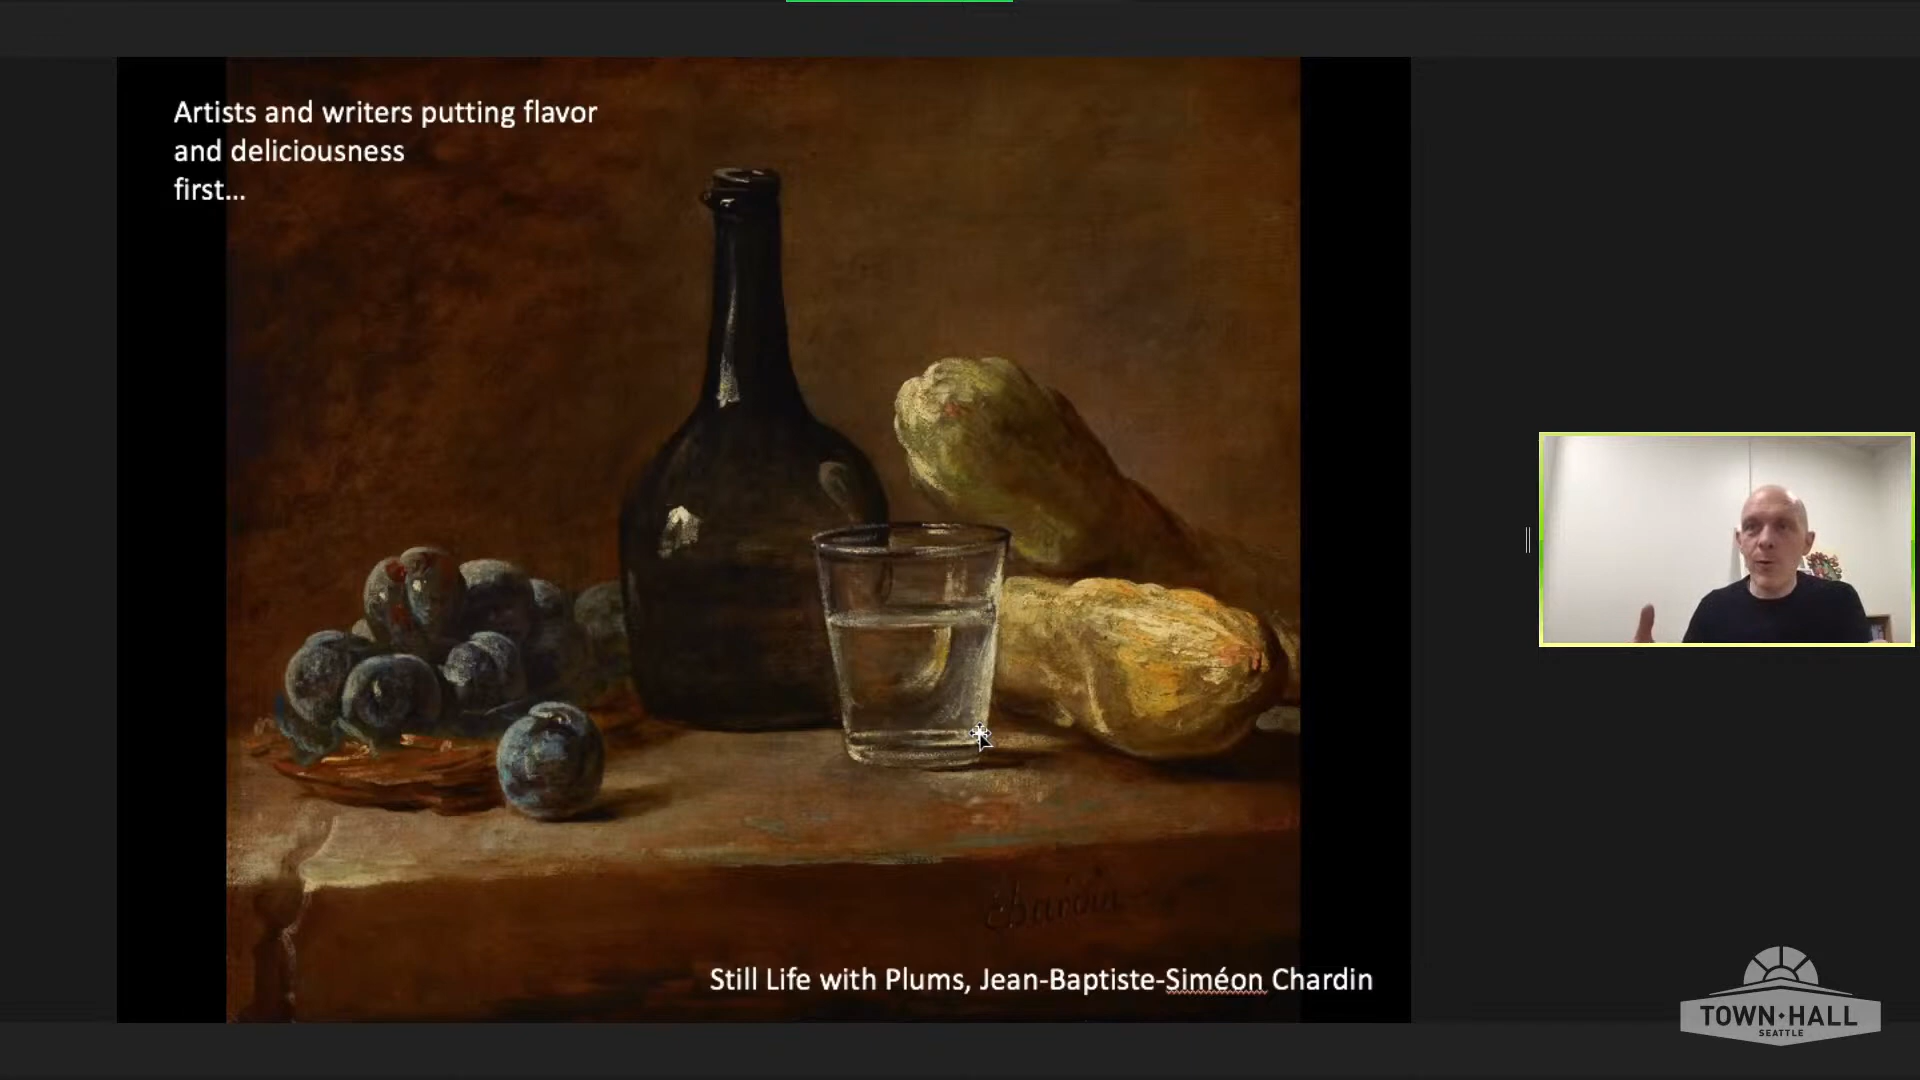 Artists and writers putting flavor
and deliciousness
first...
Chardin
Still Life with Plums, Jean-Baptiste-Siméon Chardin
TOWN·HALL
SEATTLE